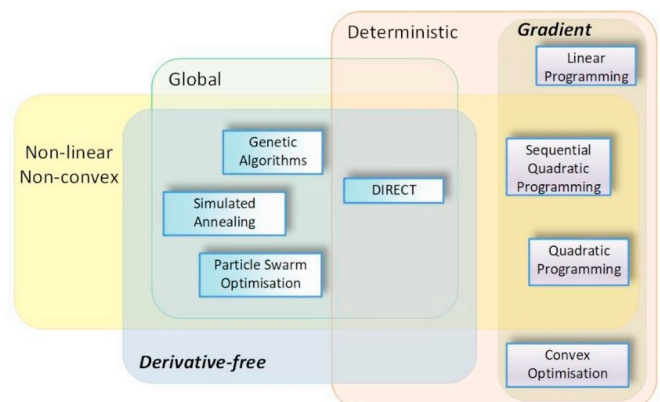 Deterministic
Gradient
Linear
Programming
Global
Non-linear
Non-convex
Genetic
Algorithms
Sequential
Quadratic
Programming
DIRECT
Simulated
Annealing
Particle Swarm
Optimisation
Quadratic
Programming
Derivative-free
Convex
Optimisation